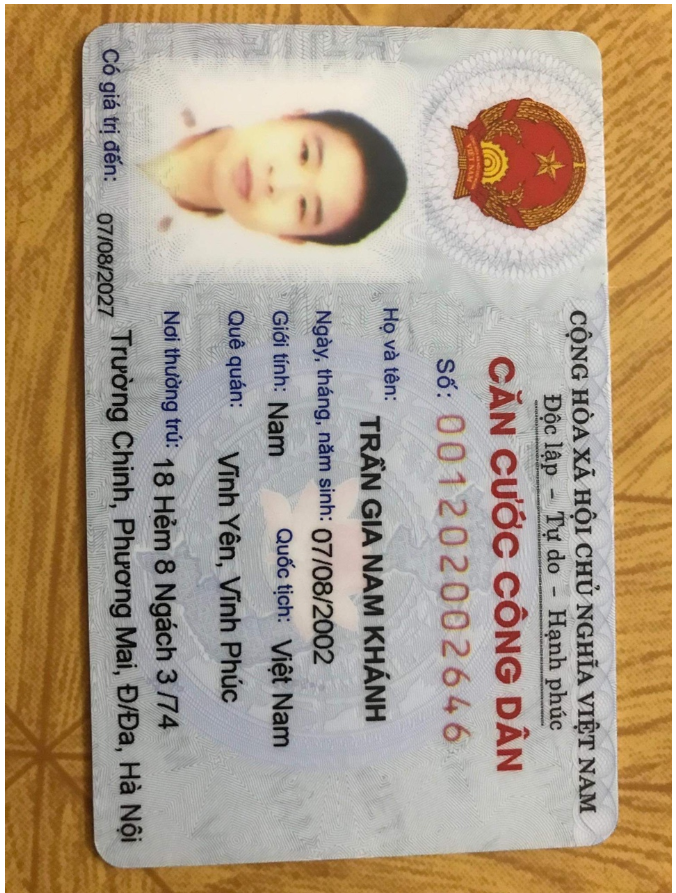 CỘNG HÒA XÃ HỘI CHỦ NGHĨA VIỆT NAM
Độc lập - Tự do - Hạnh phúc
CĂN CƯỚC CÔNG DÂN
Số: 001202002646
Họ và tên: TRẦN GIA NAM KHÁNH
Ngày, tháng, năm sinh: 07/08/2002
Giới tính: Nam Quốc tịch: Việt Nam
Quê quán: Vĩnh Yên, Vĩnh Phúc
Nơi thường trú: 18 Hẻm 8 Ngách 3/74
Trường Chinh, Phương Mai, Đ/Đa, Hà Nội
Có giá trị đến: 07/08/2027
VIỆT NAM